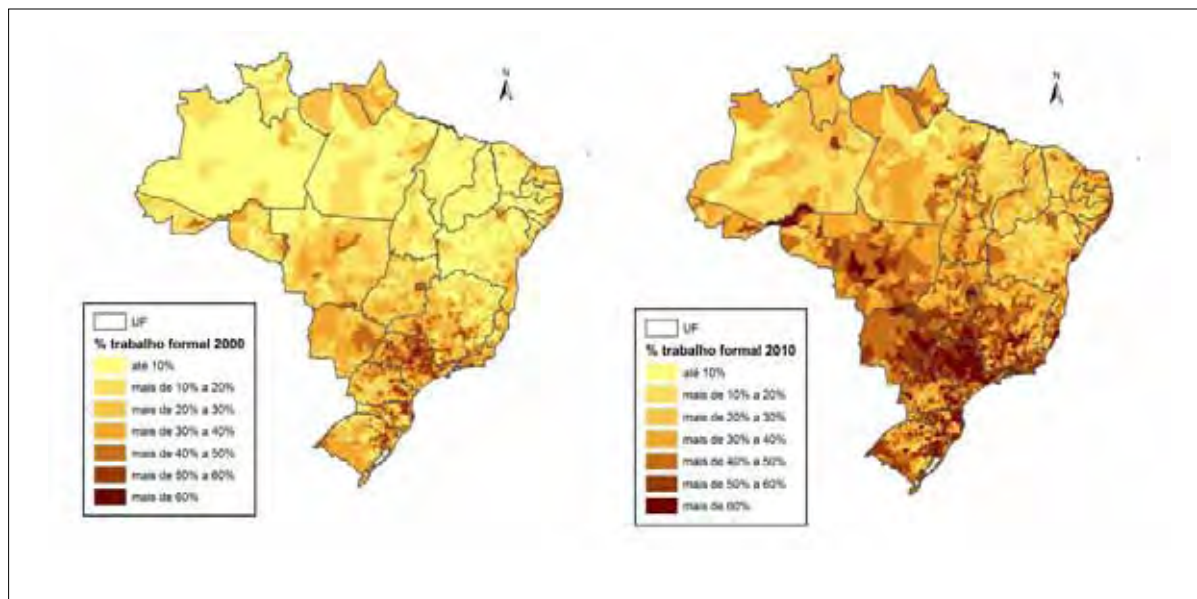 N
UF
% trabalho formal 2000
até 10%
mais de 10% a 20%
mais de 20% a 30%
mais de 30% a 40%
mais de 40% a 50%
mais de 50% a 60%
mais de 60%
N
UF
% trabalho formal 2010
até 10%
mais de 10% a 20%
mais de 20% a 30%
mais de 30% a 40%
mais de 40% a 50%
mais de 50% a 60%
mais de 60%